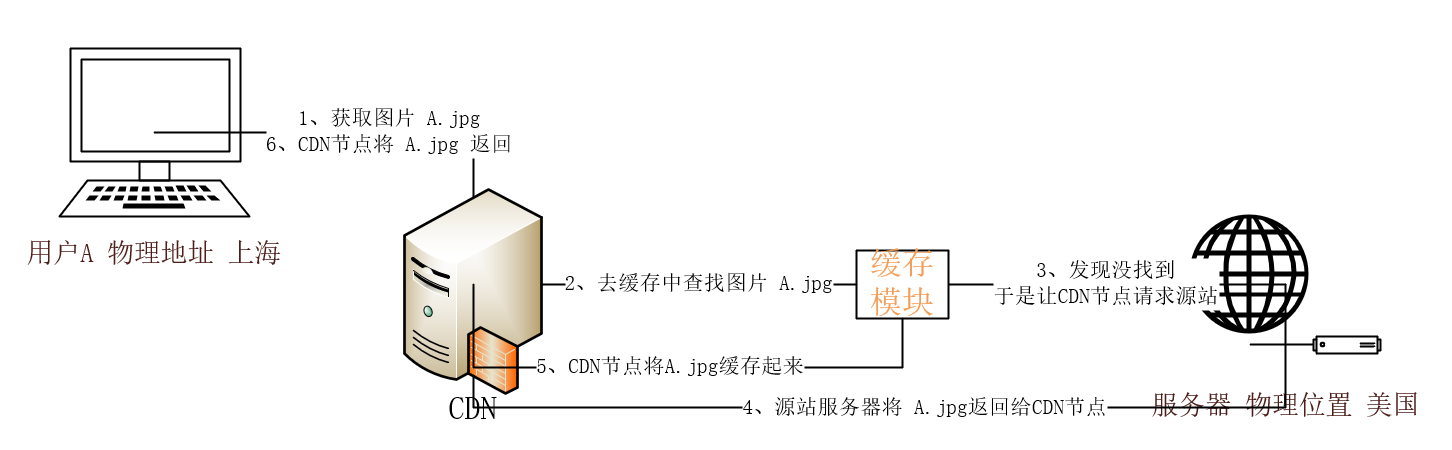 1、获取图片 A.jpg
6、CDN节点将 A.jpg 返回
用户A 物理地址 上海
2、去缓存中查找图片 A.jpg
缓存
模块
3、发现没找到
于是让CDN节点请求源站
5、CDN节点将A.jpg缓存起来
CDN
4、源站服务器将 A.jpg返回给CDN节点
服务器 物理位置 美国